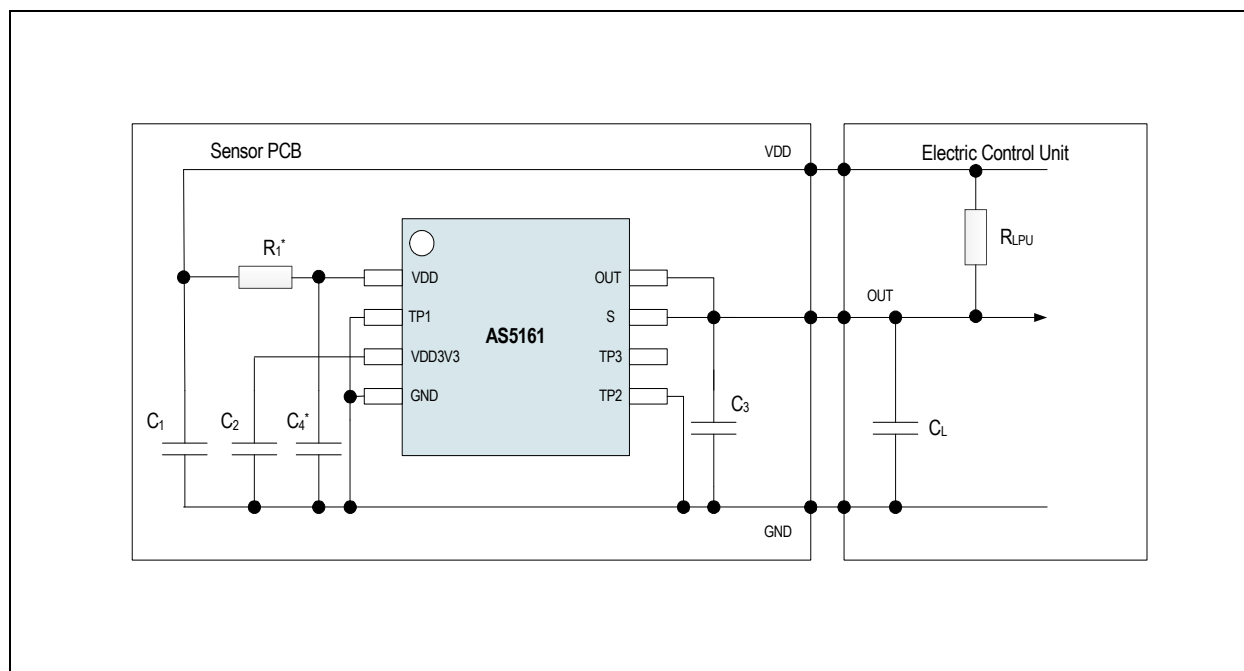 Sensor PCB
VDD
Electric Control Unit
R1*
RLPU
VDD
OUT
OUT
TP1
S
AS5161
VDD3V3
TP3
GND
TP2
C1
C2
C4*
C3
CL
GND